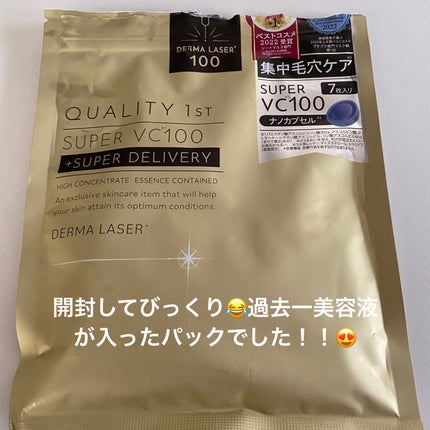 DERMA LASER
100
ベストコスメ
2022 受賞
集中毛穴ケア
SUPER
VC100
7枚入り
ナノカプセル
QUALITY 1ST
SUPER VC100
+SUPER DELIVERY
HIGH CONCENTRATE ESSENCE CONTAINED
An exclusive skincare item that will help
your skin attain its optimum conditions.
DERMA LASER
開封してびっくり😂過去一美容液
が入ったパックでした！！😍